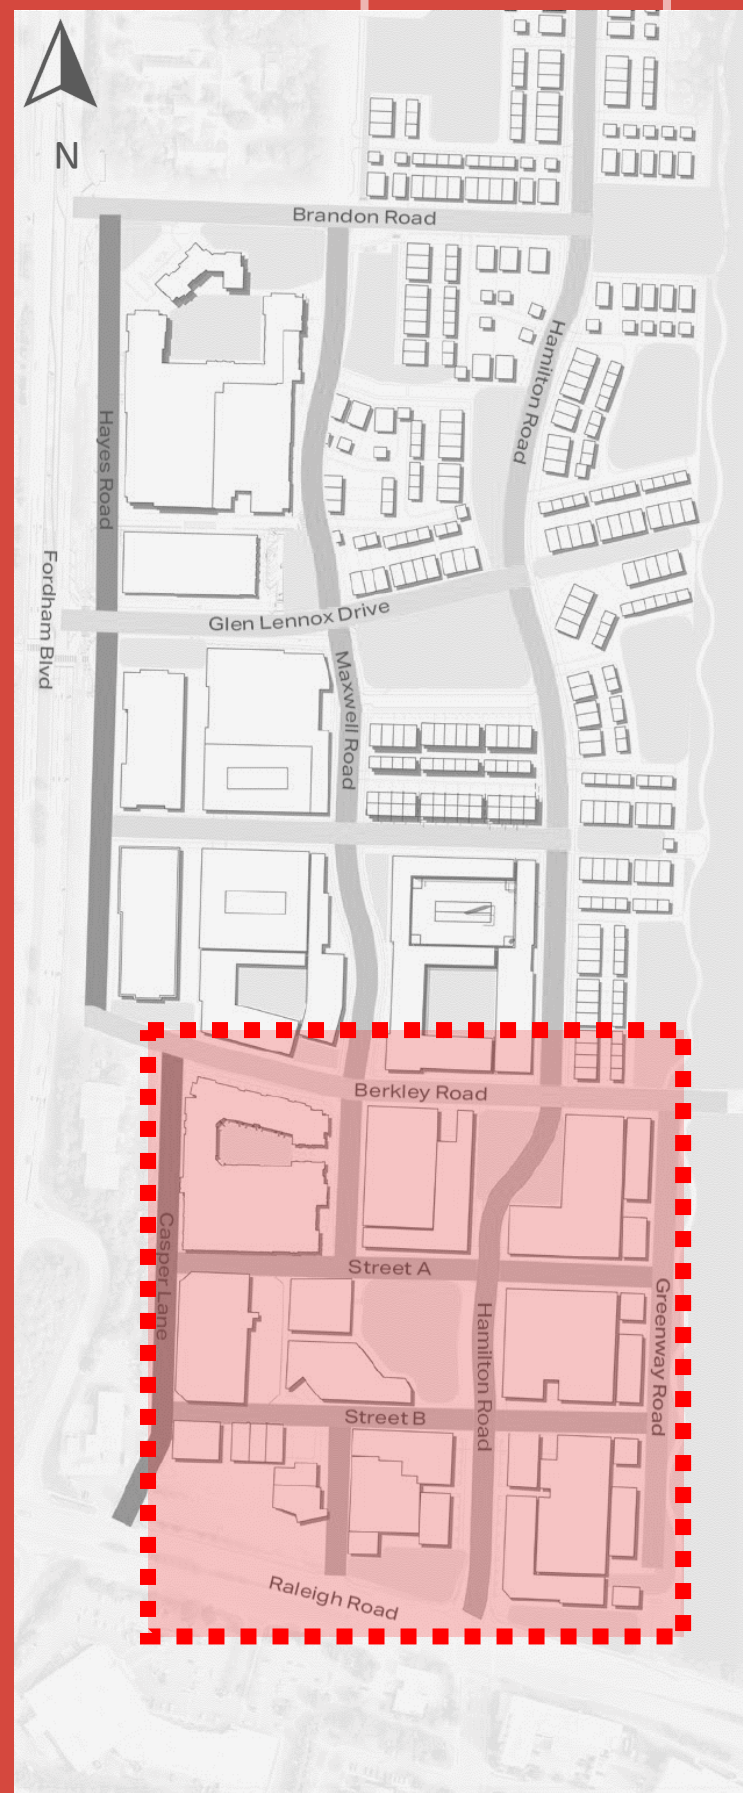 N
Brandon Road
Hamilton Road
Hayes Road
Fordham Blvd
Glen Lennox Drive
Maxwell Road
Berkley Road
Casper Lane
Street A
Greenway Road
Hamilton Road
Street B
Raleigh Road